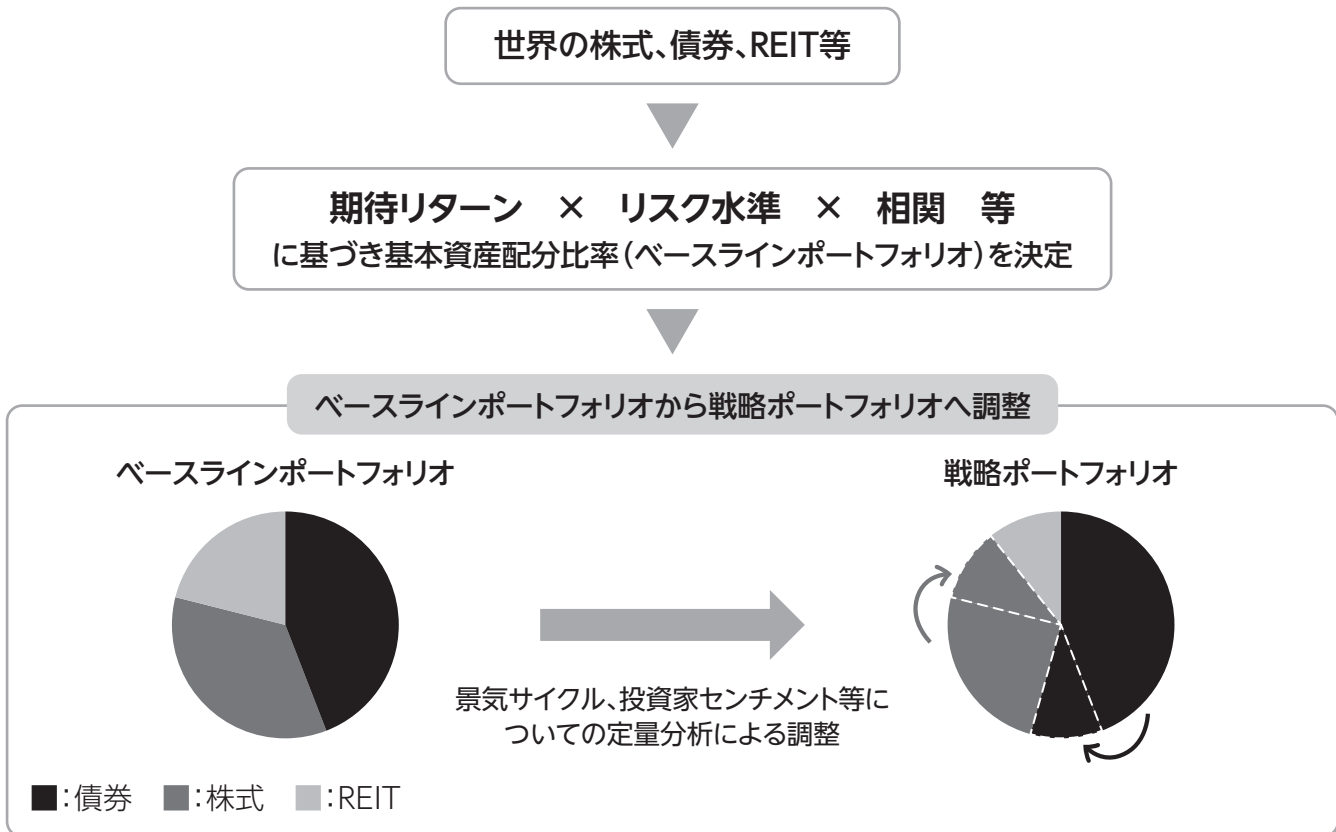 世界の株式、債券、REIT等
期待リターン × リスク水準 × 相関 等
に基づき基本資産配分比率(ベースラインポートフォリオ)を決定
ベースラインポートフォリオから戦略ポートフォリオへ調整
ベースラインポートフォリオ
戦略ポートフォリオ
景気サイクル、投資家センチメント等に
ついての定量分析による調整
■:債券 ■:株式 ■:REIT